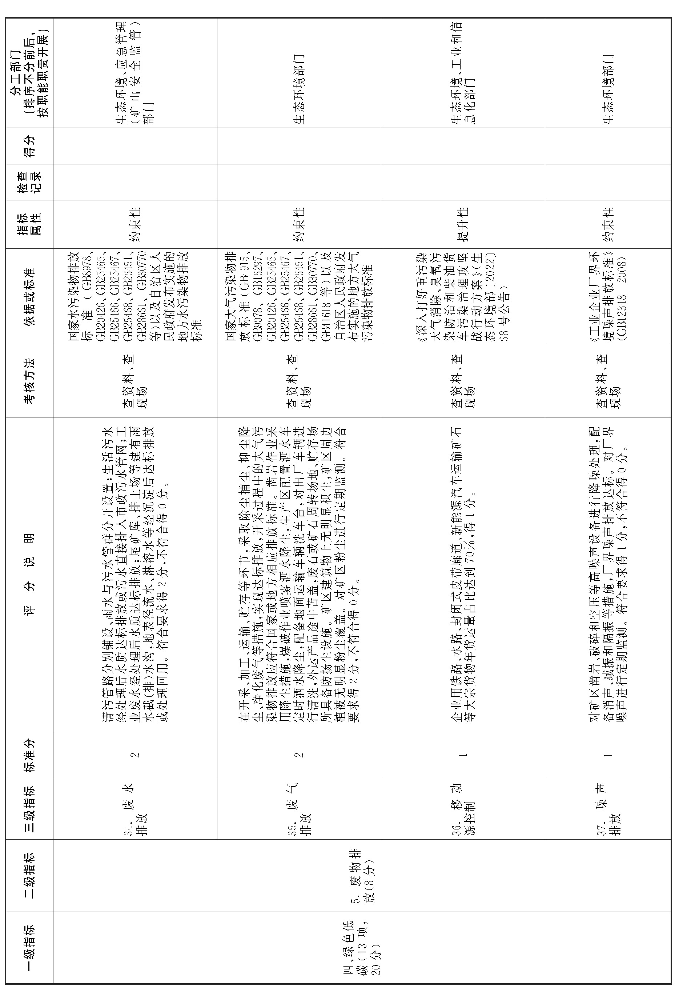 一级指标
二级指标
三级指标
标准分
评 分 说 明
考核方法
依据或标准
指标
属性
检查
记录
得分
分工部门
(排序不分前后，
按职能职责开展)
四、绿色低
碳(13 项，
20 分)
5. 废物排
放(8 分)
34. 废水
排放
2
清污管路分别铺设、雨水与污水管群分开设置;生活污水
经处理后水质达标排放或污水直接排入市政污水管网;工
业废水经处理后水质达标排放;尾矿库、排土场等建有雨
水截(排)水沟,地表径流水、淋溶水等经沉淀后达标排放
或处理回用。符合要求得 2 分,不符合得 0 分。
查资料、查
现场
国家水污染物排放
标准(GB8978、
GB20426、GB25465、
GB25466、GB25467、
GB25468、GB26451、
GB28661、GB30770
等)以及自治区人
民政府发布实施的
地方水污染物排放
标准
约束性
生态环境、应急管理
(矿山安全监管)
部门
35. 废气
排放
2
在开采、加工、运输、贮存等环节,采取除尘捕尘、抑尘降
尘、净化废气等措施,实现达标排放,开采过程中的大气污
染物排放应符合国家或地方相应排放标准。凿岩作业采
用降尘措施,爆破作业喷雾洒水降尘,生产区配置洒水车
定时洒水降尘,配备地面运输车辆洗车台,对出厂车辆进
行清洗,外运产品途中苫盖,废石或矿石周转场地、贮存场
所具备防扬尘设施。矿区建筑物上无明显积尘,矿区周边
植被无明显粉尘覆盖。对矿区粉尘进行定期监测。符合
要求得 2 分,不符合得 0 分。
查资料、查
现场
国家大气污染物排
放标准(GB4915、
GB9078、GB16297、
GB20426、GB25465、
GB25466、GB25467、
GB25468、GB26451、
GB28661、GB30770、
GB41618 等)以及
自治区人民政府发
布实施的地方大气
污染物排放标准
约束性
生态环境部门
36. 移动
源控制
1
企业用铁路、水路、封闭式皮带廊道、新能源汽车运输矿石
等大宗货物年货运量占比达到 70%,得 1 分。
查资料、查
现场
《深入打好重污染
天气消除、臭氧污
染防治和柴油货
车污染治理攻坚
战行动方案》(生
态环境部〔2022〕
68 号公告)
提升性
生态环境、工业和信
息化部门
37. 噪声
排放
1
对矿区凿岩、破碎和空压等高噪声设备进行降噪处理,配
备消声、减振和隔振等措施,厂界噪声排放达标。对厂界
噪声进行定期监测。符合要求得 1 分,不符合得 0 分。
查资料、查
现场
《工业企业厂界环
境噪声排放标准》
(GB12348—2008)
约束性
生态环境部门